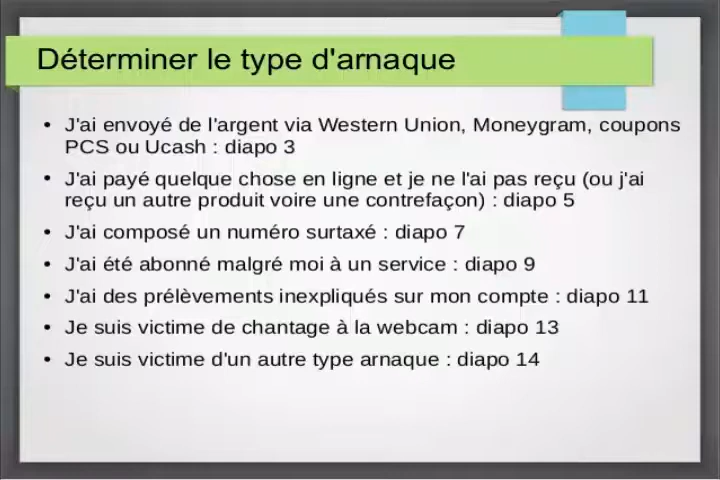 Déterminer le type d'arnaque
• J'ai envoyé de l'argent via Western Union, Moneygram, coupons
PCS ou Ucash : diapo 3
• J'ai payé quelque chose en ligne et je ne l'ai pas reçu (ou j'ai
reçu un autre produit voire une contrefaçon) : diapo 5
• J'ai composé un numéro surtaxé : diapo 7
• J'ai été abonné malgré moi à un service : diapo 9
• J'ai des prélèvements inexpliqués sur mon compte : diapo 11
• Je suis victime de chantage à la webcam : diapo 13
• Je suis victime d'un autre type arnaque : diapo 14